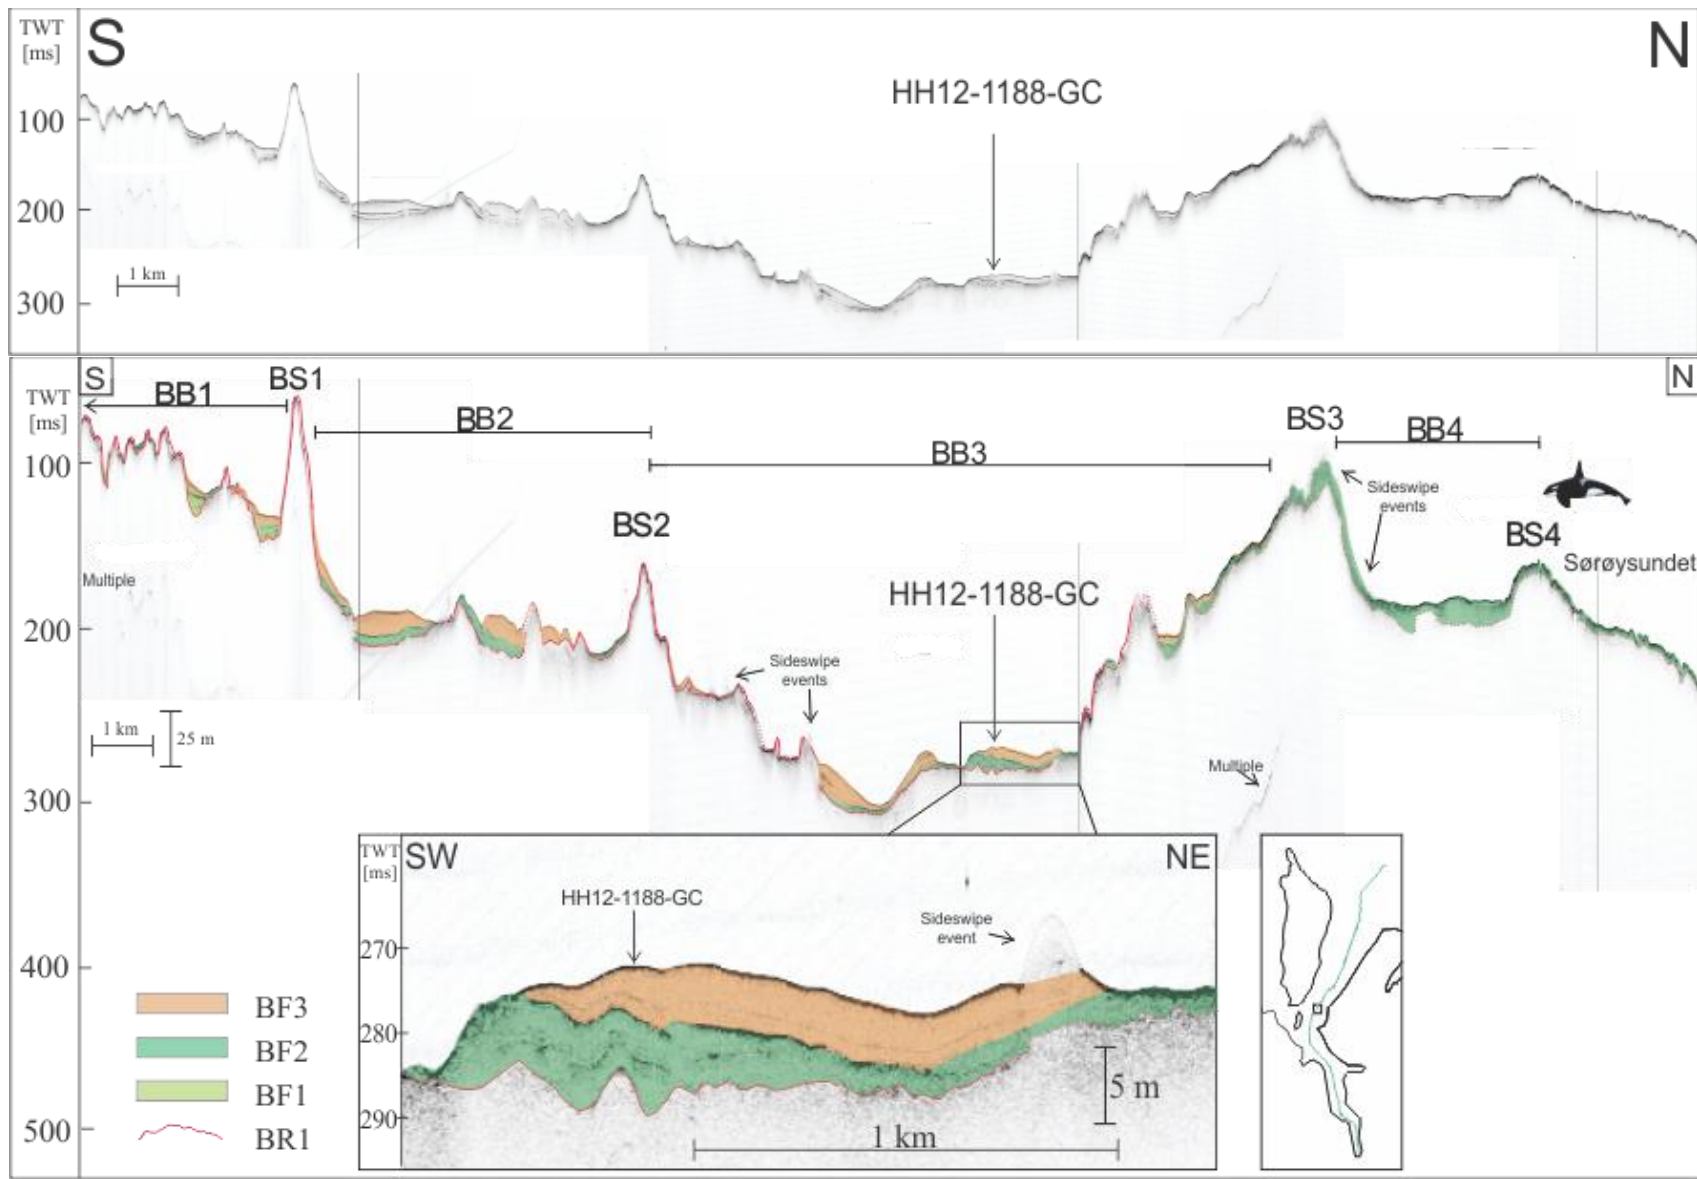 TWT
[ms]
S
N
HH12-1188-GC
100
200
300
1 km
TWT
[ms]
S
N
BB1
BS1
BB2
BB3
BS3
BB4
100
Sideswipe
events
BS2
BS4
Sørøysundet
Multiple
HH12-1188-GC
200
Sideswipe
events
1 km
25 m
Multiple
300
TWT
[ms]
SW
NE
HH12-1188-GC
Sideswipe
event
270
280
290
5 m
1 km
400
BF3
BF2
BF1
BR1
500